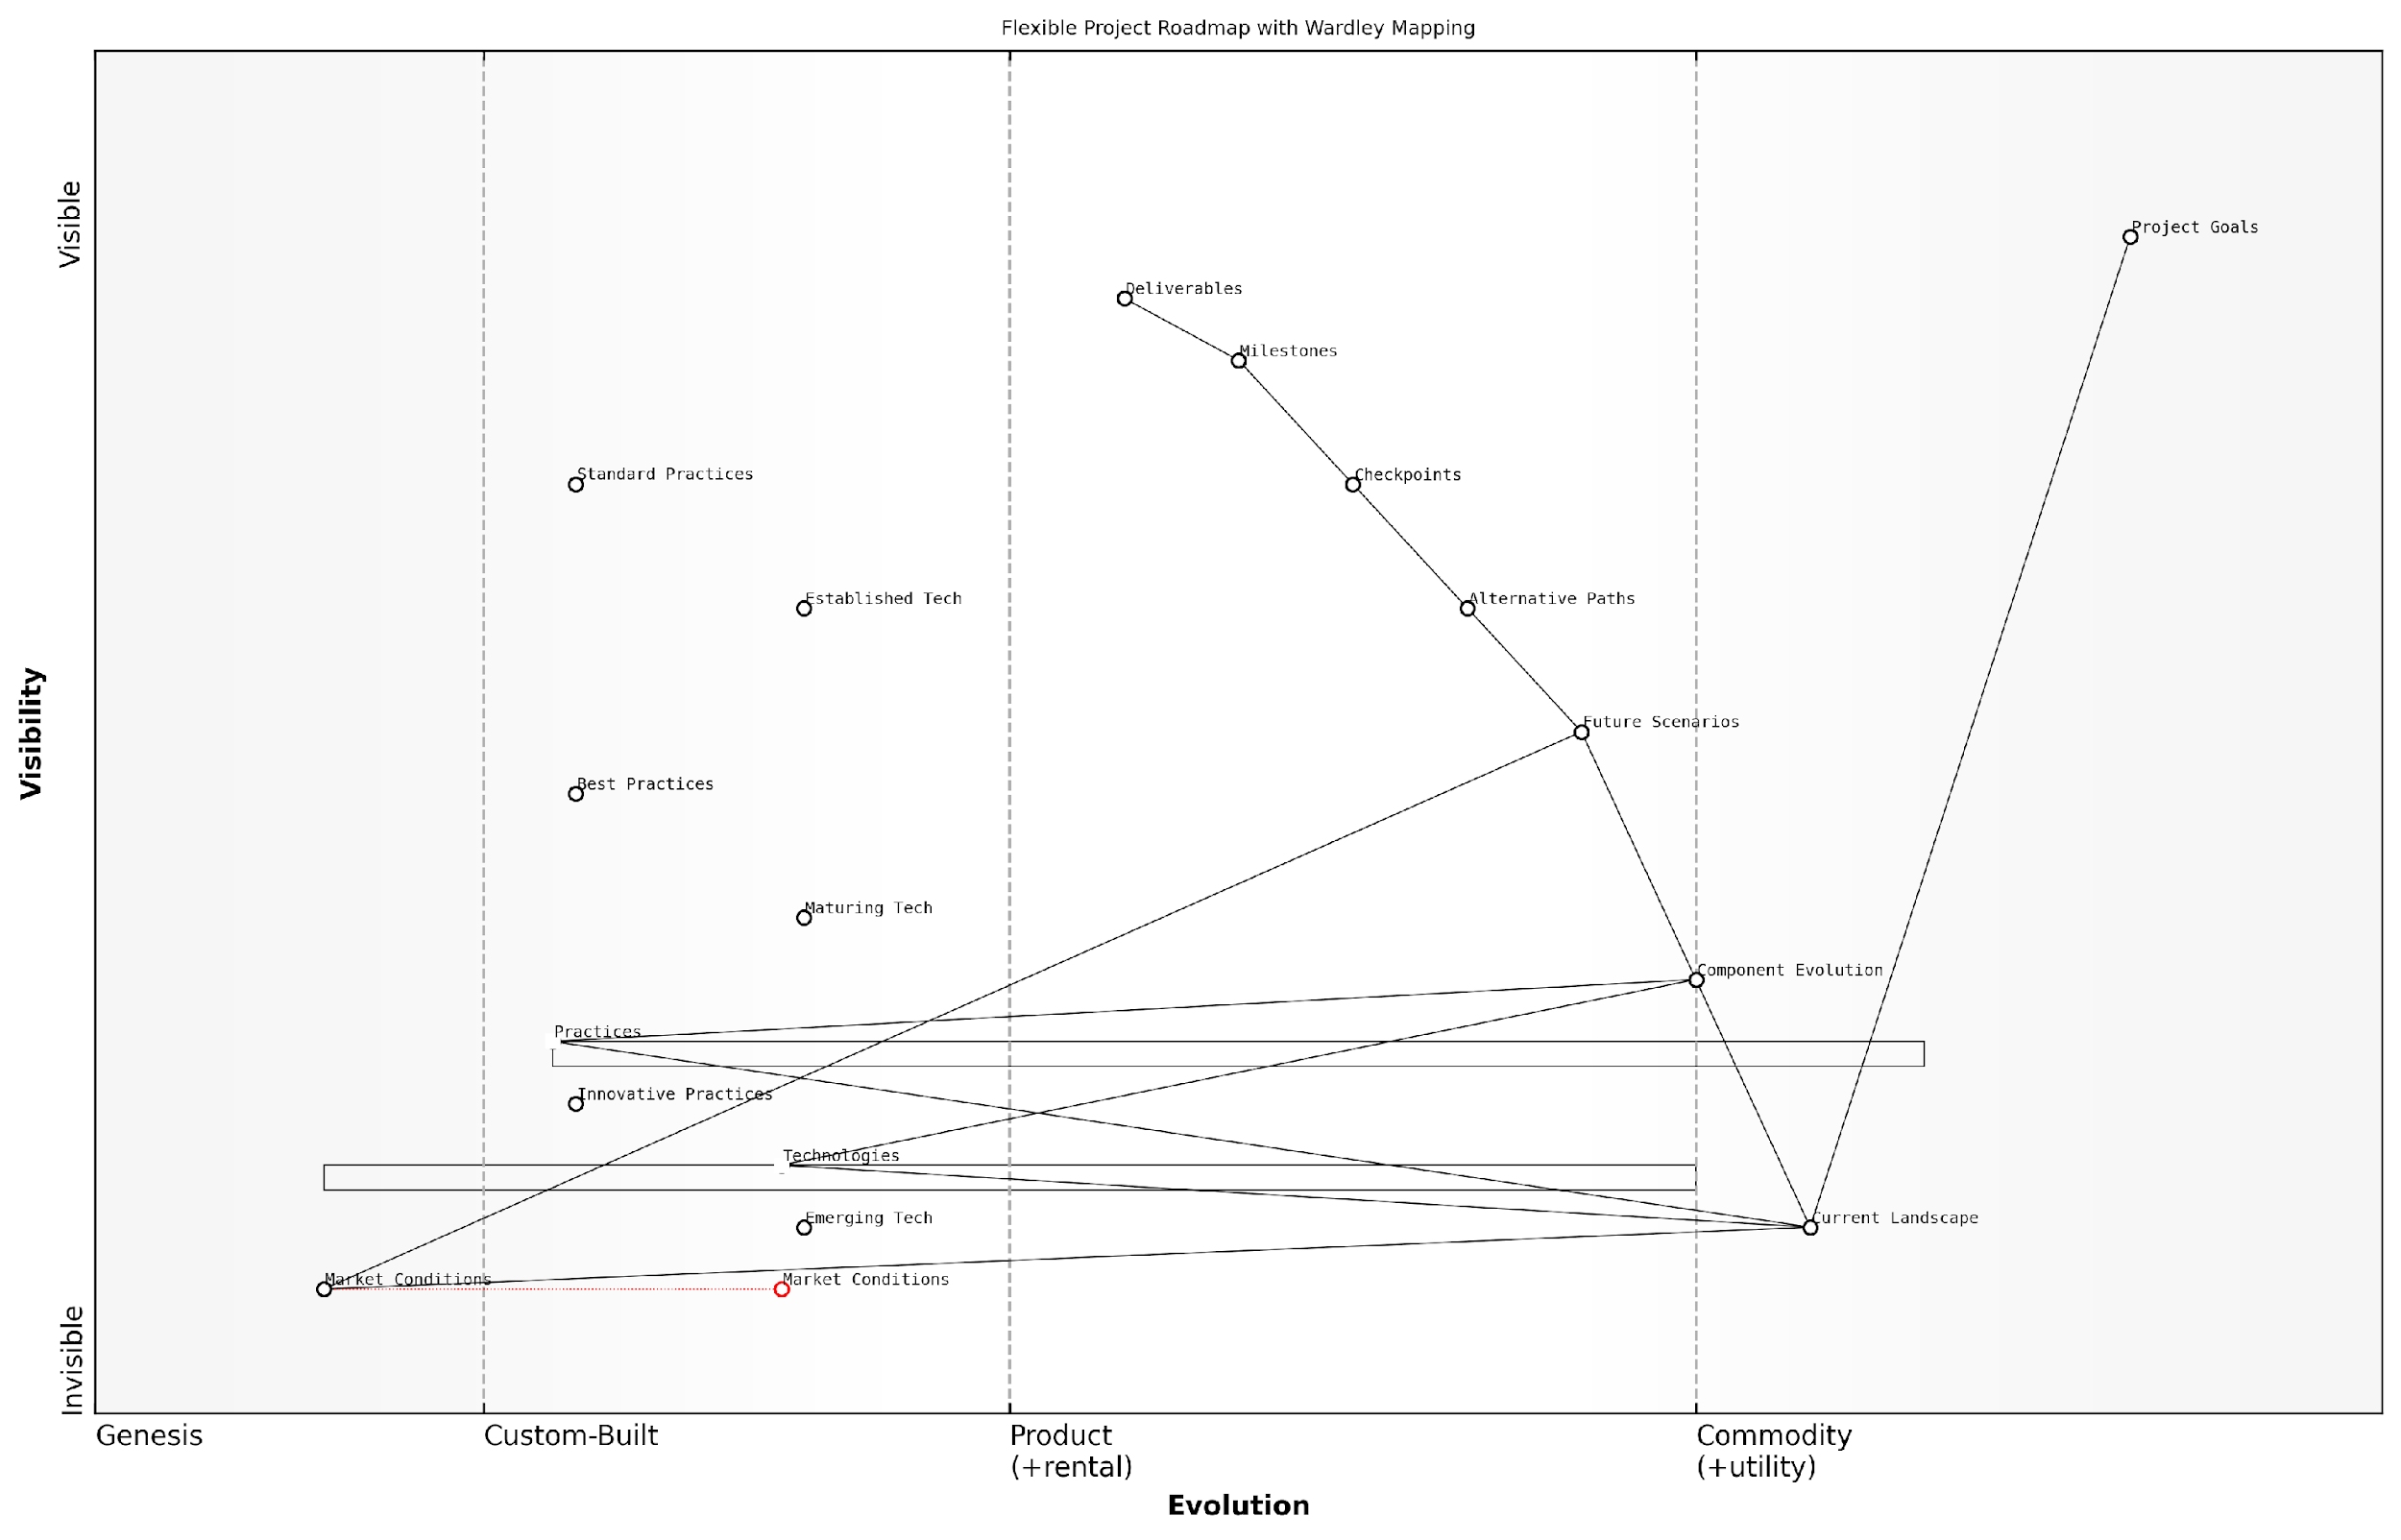 Flexible Project Roadmap with Wardley Mapping
Visible
Project Goals
Deliverables
Milestones
Standard Practices
Checkpoints
Established Tech
Alternative Paths
Visibility
Future Scenarios
Best Practices
Maturing Tech
Component Evolution
Practices
Innovative Practices
Technologies
Emerging Tech
Current Landscape
Market Conditions
Market Conditions
Invisible
Genesis
Custom-Built
Product
(+rental)
Commodity
(+utility)
Evolution